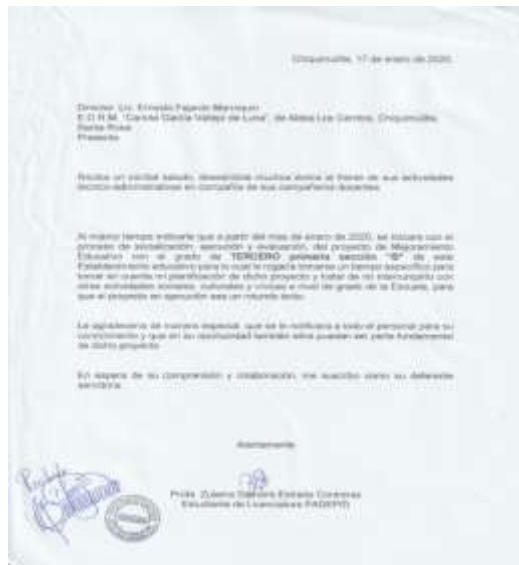 Chiquimulilla, 17 de enero de 2020.
Director: Lic. Ernesto Fajardo Marroquin
E.O.R.M. "Carlota García Vallejo de Luna", de Aldea Los Cerritos, Chiquimulilla,
Santa Rosa
Presente
Reciba un cordial saludo, deseándole muchos éxitos al frente de sus actividades
técnico-administrativas en compañía de sus compañeros docentes.
Al mismo tiempo indicarle que a partir del mes de enero de 2020, se iniciara con el
proceso de socialización, ejecución y evaluación, del proyecto de Mejoramiento
Educativo con el grado de TERCERO primaria sección de este
Establecimiento educativo para lo cual le rogaría tomarse un tiempo específico para
tomar en cuenta mi planificación de dicho proyecto y tratar de no interrumpirlo con
otras actividades sociales, culturales y cívicas a nivel de grado de la Escuela, para
que el proyecto en ejecución sea un rotundo éxito.
Le agradecería de manera especial, que se le notificara a todo el personal para su
conocimiento y que en su oportunidad también ellos puedan ser parte fundamental
de dicho proyecto.
En espera de su comprensión y colaboración, me suscribo como su deferente
servidora.
Atentamente
Profa. Zulema Estrada Contreras
Estudiante de Licenciatura PADEP/D